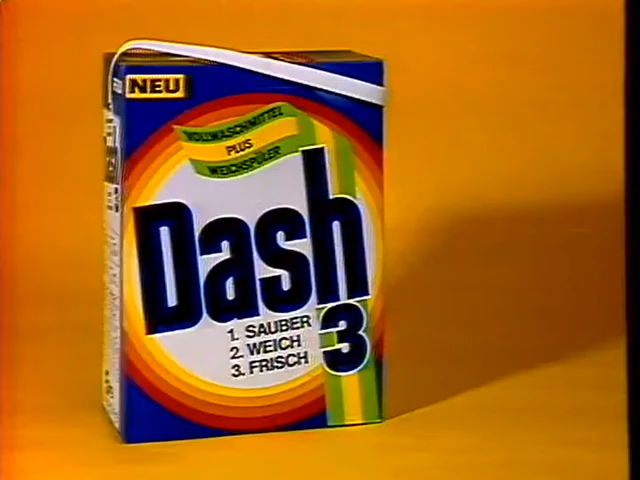 NEU
VOLLWASCHMITTEL
PLUS
WEICHSPÜLER
Dash
3
1. SAUBER
2. WEICH
3. FRISCH